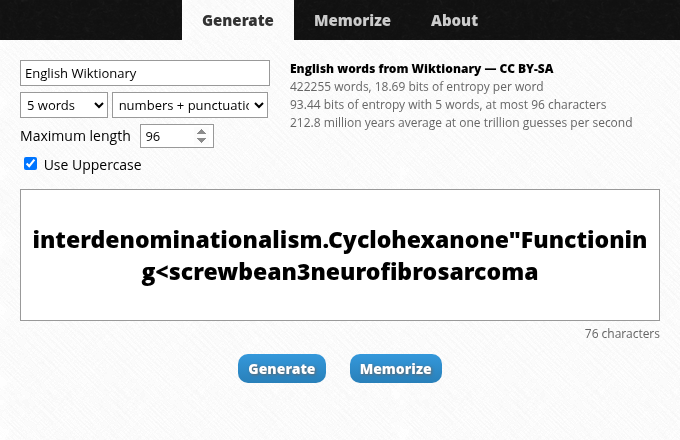 Generate Memorize About
English Wiktionary
5 words numbers + punctuatic
Maximum length 96
Use Uppercase
English words from Wiktionary — CC BY-SA
422255 words, 18.69 bits of entropy per word
93.44 bits of entropy with 5 words, at most 96 characters
212.8 million years average at one trillion guesses per second
interdenominationalism.Cyclohexanone"Functionin
g<screwbean3neurofibrosarcoma
76 characters
Generate Memorize